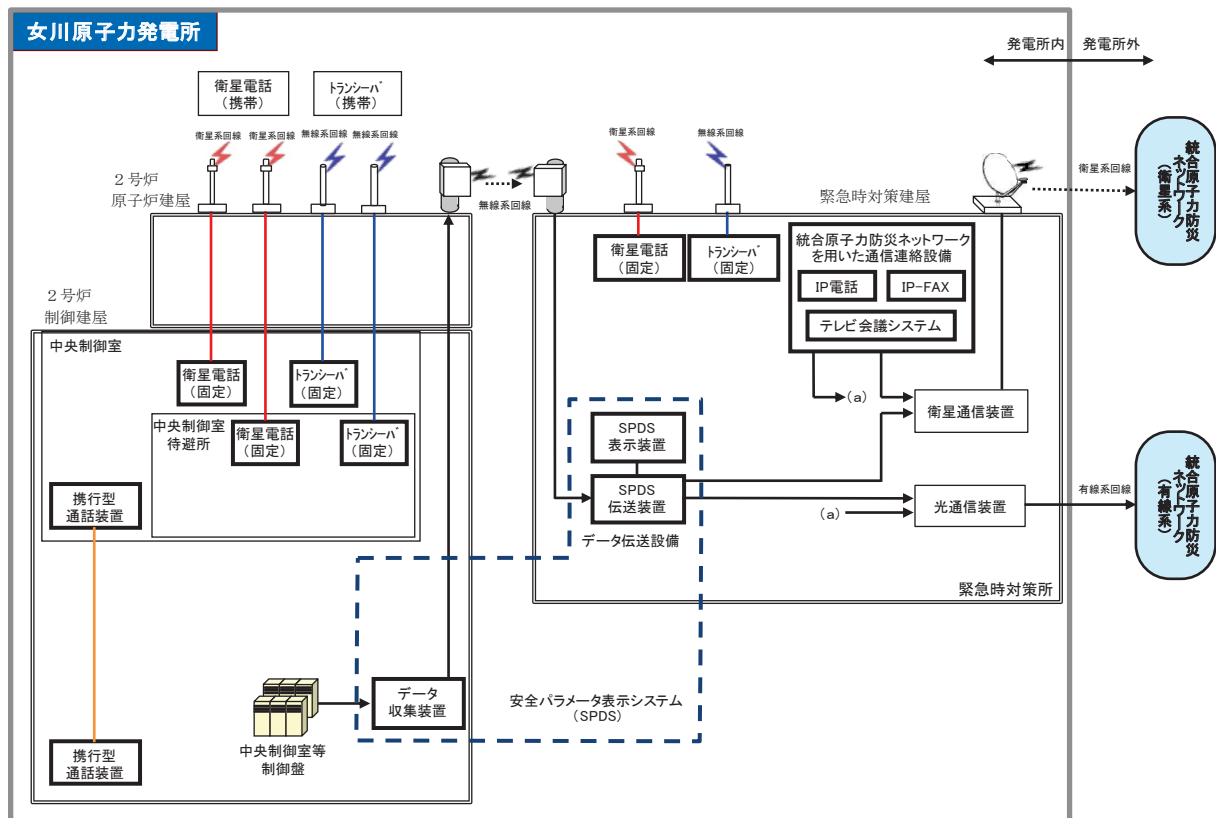 女川原子力発電所
発電所内
発電所外
衛星電話
(携帯)
トランシーバ
(携帯)
衛星系回線
衛星系回線
無線系回線
無線系回線
衛星系回線
無線系回線
無線系回線
衛星系回線
統合原子力防災
ネットワーク
(衛星系)
2号炉
原子炉建屋
緊急時対策建屋
衛星電話
(固定)
トランシーバ
(固定)
統合原子力防災ネットワーク
を用いた通信連絡設備
IP電話
IP-FAX
テレビ会議システム
2号炉
制御建屋
中央制御室
衛星電話
(固定)
トランシーバ
(固定)
中央制御室
待避所
衛星電話
(固定)
トランシーバ
(固定)
(a)
衛星通信装置
SPDS
表示装置
SPDS
伝送装置
データ伝送設備
(a)
光通信装置
有線系回線
統合原子力防災
ネットワーク
(有線系)
携行型
通話装置
緊急時対策所
データ
収集装置
安全パラメータ表示システム
(SPDS)
中央制御室等
制御盤
携行型
通話装置